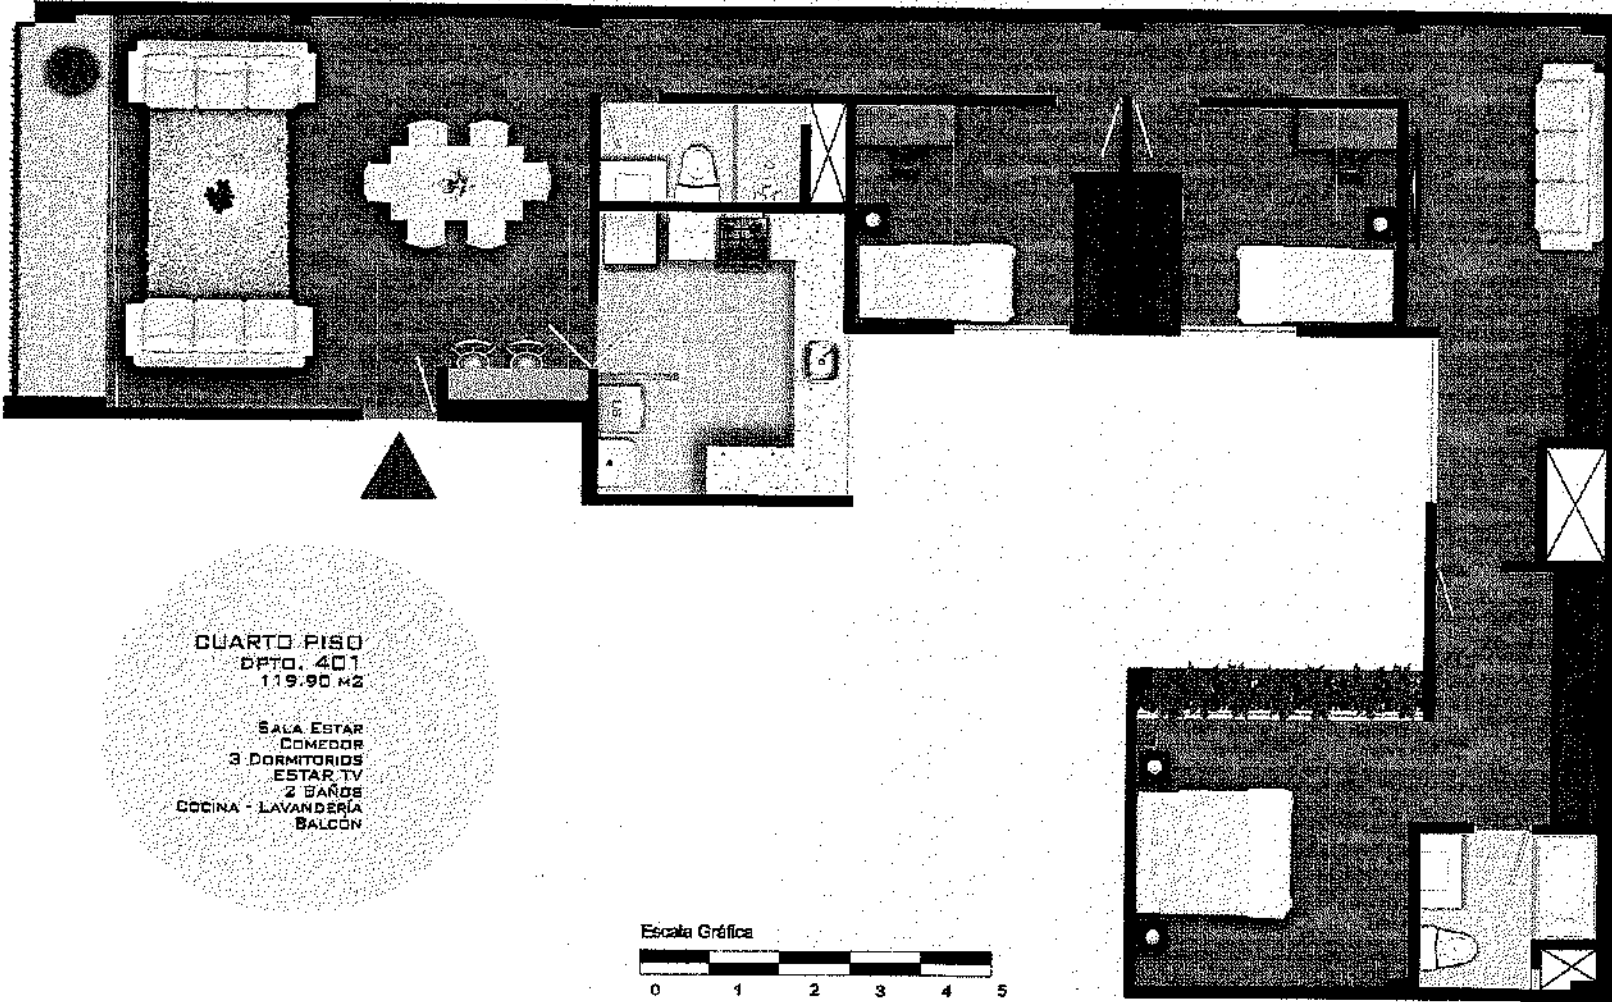 CUARTO PISO
DPTO. 401
119.90 M2
SALA ESTAR
COMEDOR
3 DORMITORIOS
ESTAR TV
2 BAÑOS
COCINA - LAVANDERÍA
BALCÓN
Escala Gráfica
0 1 2 3 4 5